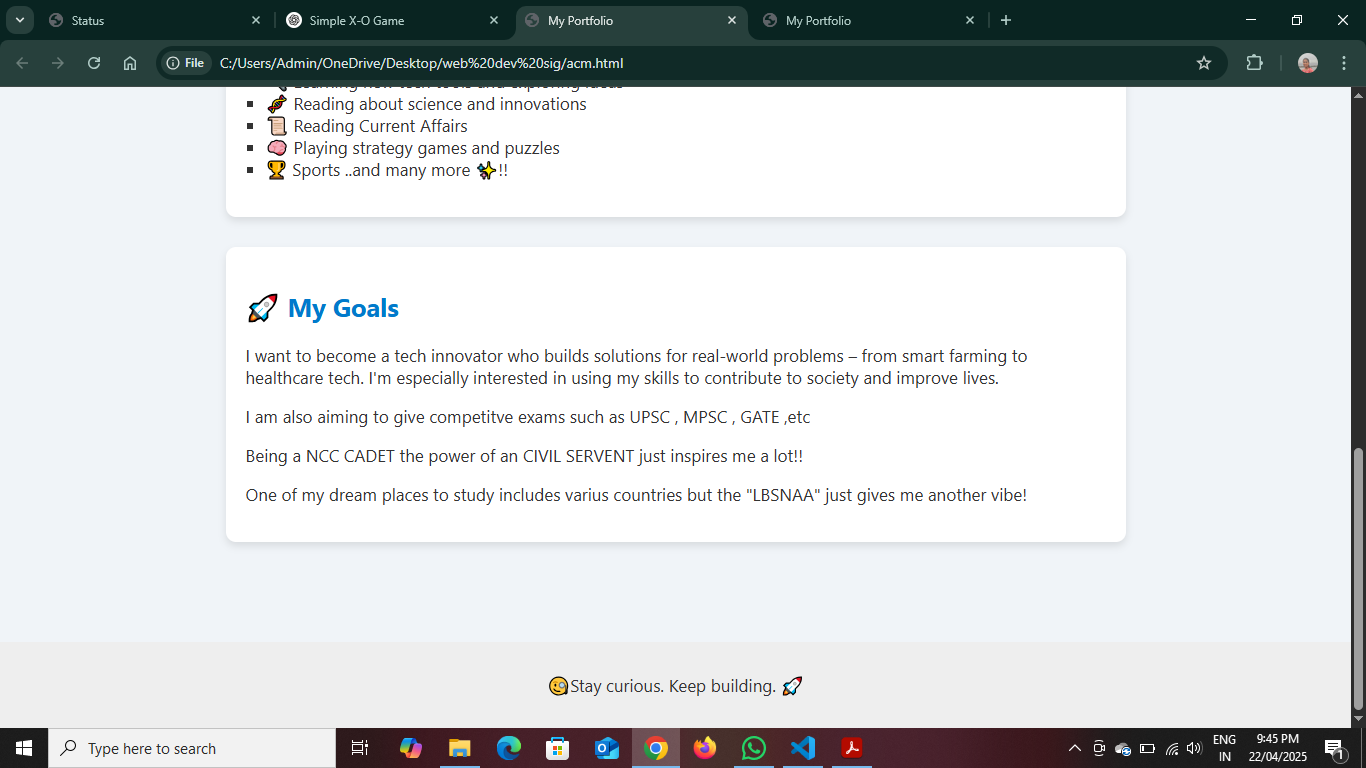 Status
Simple X-O Game
My Portfolio
My Portfolio
File
C:/Users/Admin/OneDrive/Desktop/web%20dev%20sig/acm.html
Reading about science and innovations
Reading Current Affairs
Playing strategy games and puzzles
Sports ..and many more ✨!!
🚀 My Goals
I want to become a tech innovator who builds solutions for real-world problems – from smart farming to
healthcare tech. I'm especially interested in using my skills to contribute to society and improve lives.
I am also aiming to give competitve exams such as UPSC , MPSC , GATE ,etc
Being a NCC CADET the power of an CIVIL SERVENT just inspires me a lot!!
One of my dream places to study includes varius countries but the "LBSNAA" just gives me another vibe!
🧐Stay curious. Keep building. 🚀
Type here to search
ENG
IN
9:45 PM
22/04/2025
1